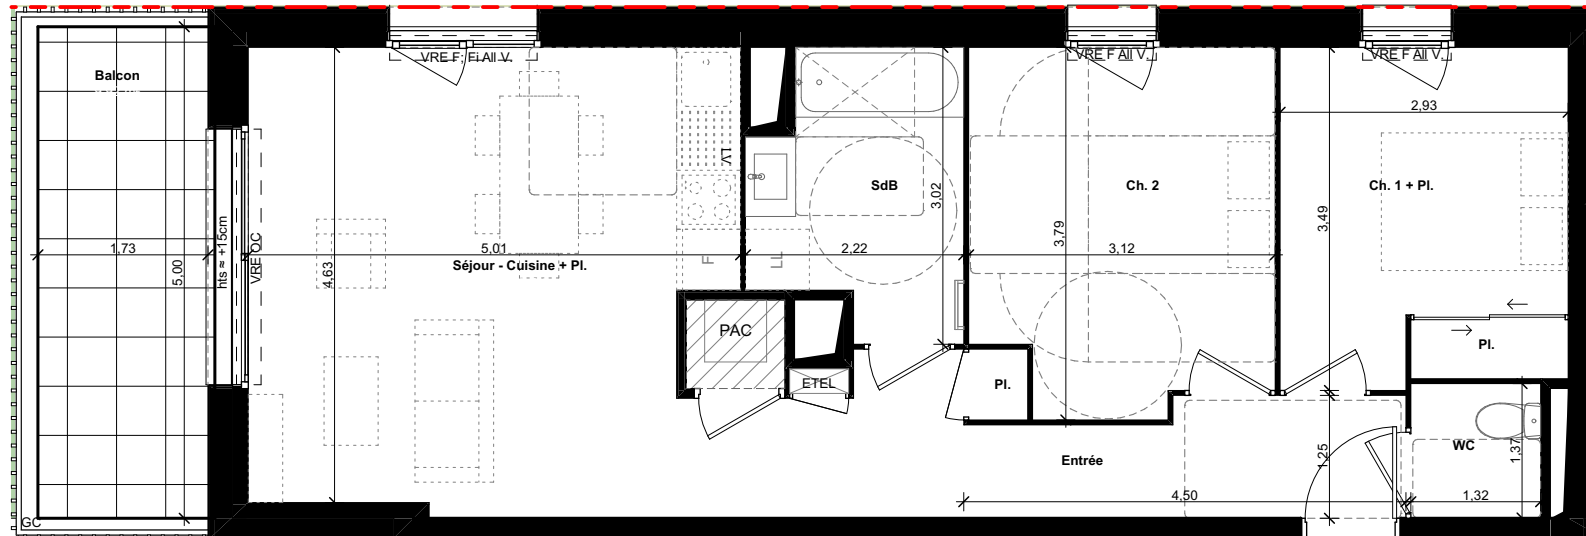 VRE F; Fi All V.
VRE F All V.
VRE F All V.
Balcon
2,93
LV
SdB
3,02
Ch. 2
Ch. 1 + Pl.
3,79
3,49
1,73
5,00
hts ≈ +15cm
VRE OC
5,01
4,63
Séjour - Cuisine + Pl.
F
LL
2,22
3,12
PAC
ETEL
Pl.
Pl.
Entrée
1,25
WC
1,37
4,50
1,32
GC